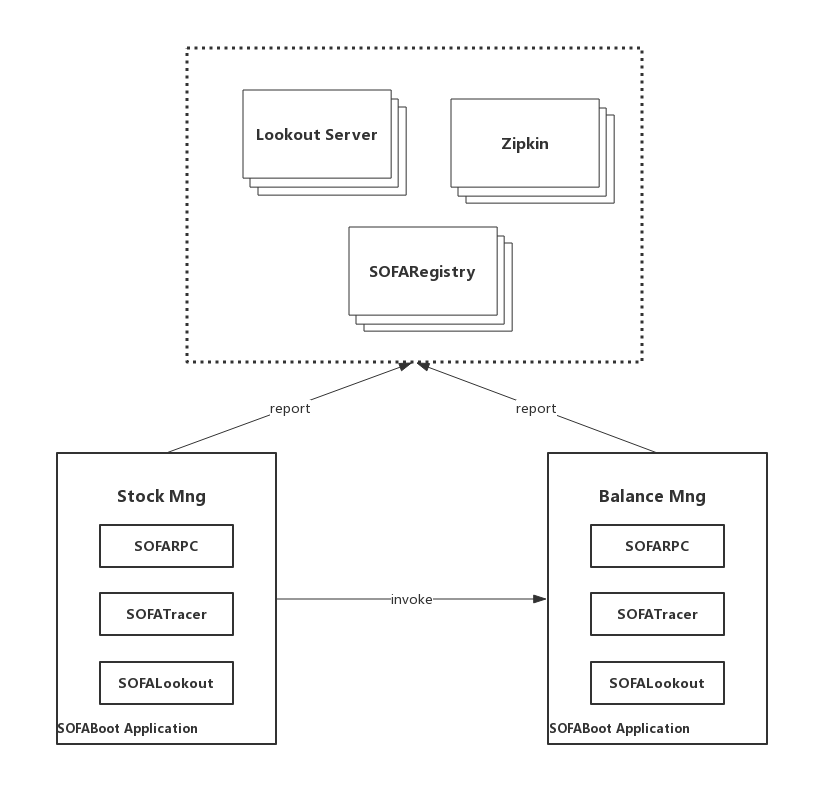 Lookout Server
Zipkin
SOFARegistry
report
report
Stock Mng
SOFARPC
SOFATracer
SOFALookout
SOFABoot Application
invoke
Balance Mng
SOFARPC
SOFATracer
SOFALookout
SOFABoot Application